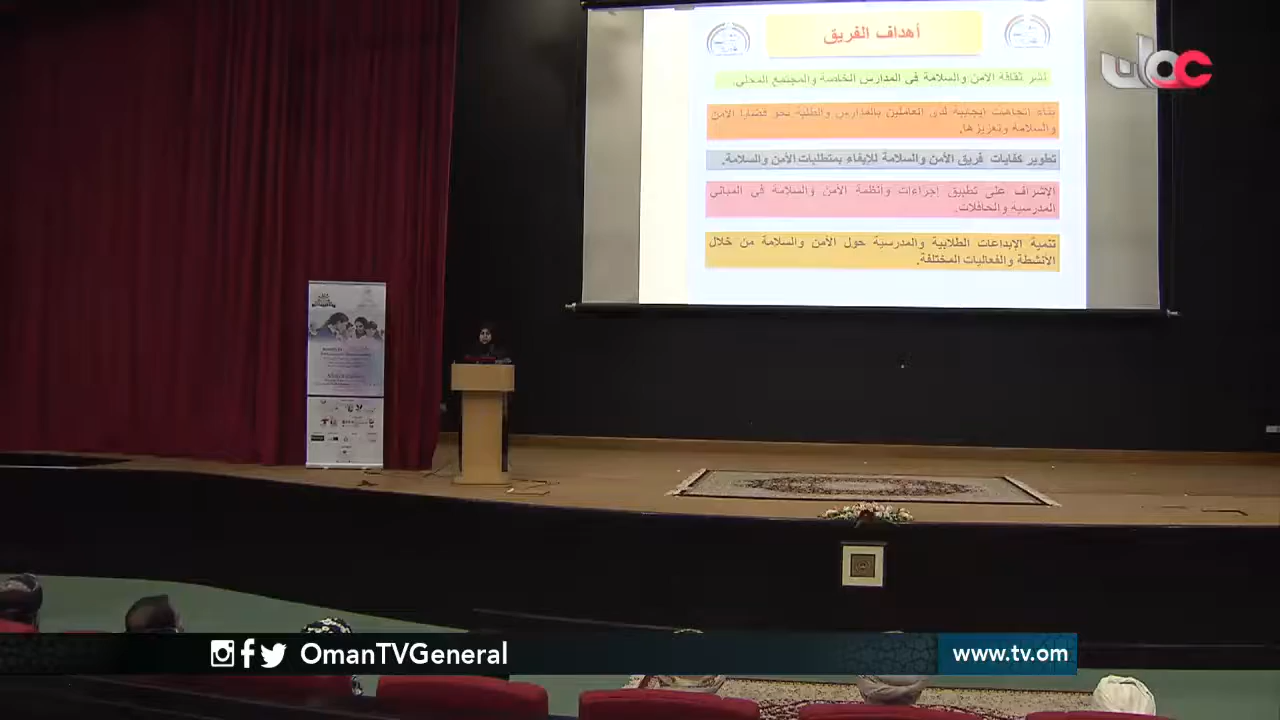 أهداف الفريق
نشر ثقافة الأمن والسلامة في المدارس الخاصة والمجتمع المحلي.
بناء اتجاهات ايجابية لدى العاملين بالمدارس والطلبة نحو قضايا الأمن
والسلامة وتعزيزها.
تطوير كفايات فريق الأمن والسلامة للإيفاء بمتطلبات الأمن والسلامة.
الإشراف على تطبيق إجراءات وأنظمة الأمن والسلامة في المباني
المدرسية والحافلات.
تنمية الإبداعات الطلابية والمدرسية حول الأمن والسلامة من خلال
الأنشطة والفعاليات المختلفة.
OmanTVGeneral
www.tv.om